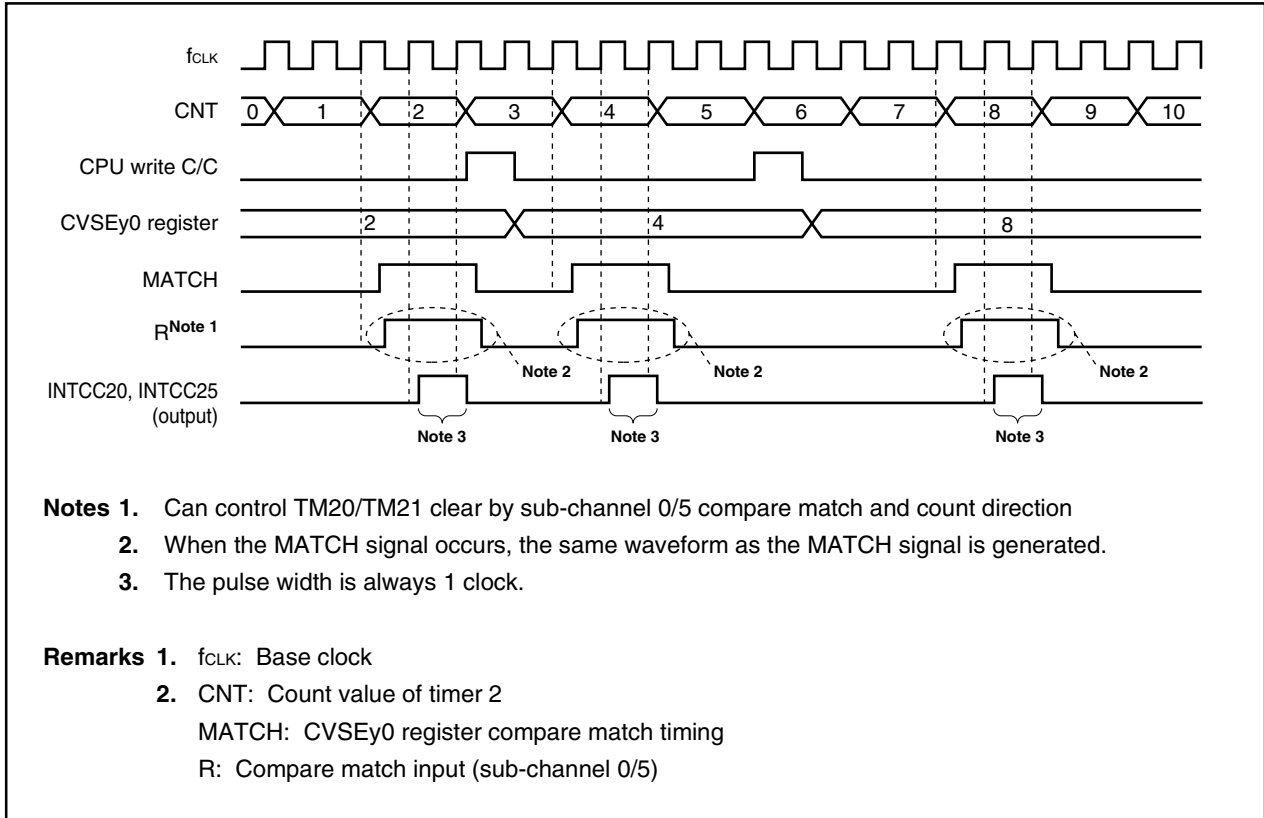 fCLK
CNT 0 1 2 3 4 5 6 7 8 9 10
CPU write C/C
CVSEy0 register 2 4 8
MATCH
RNote 1
Note 2 Note 2 Note 2
INTCC20, INTCC25
(output)
Note 3 Note 3 Note 3
Notes 1. Can control TM20/TM21 clear by sub-channel 0/5 compare match and count direction
2. When the MATCH signal occurs, the same waveform as the MATCH signal is generated.
3. The pulse width is always 1 clock.
Remarks 1. fCLK: Base clock
2. CNT: Count value of timer 2
MATCH: CVSEy0 register compare match timing
R: Compare match input (sub-channel 0/5)